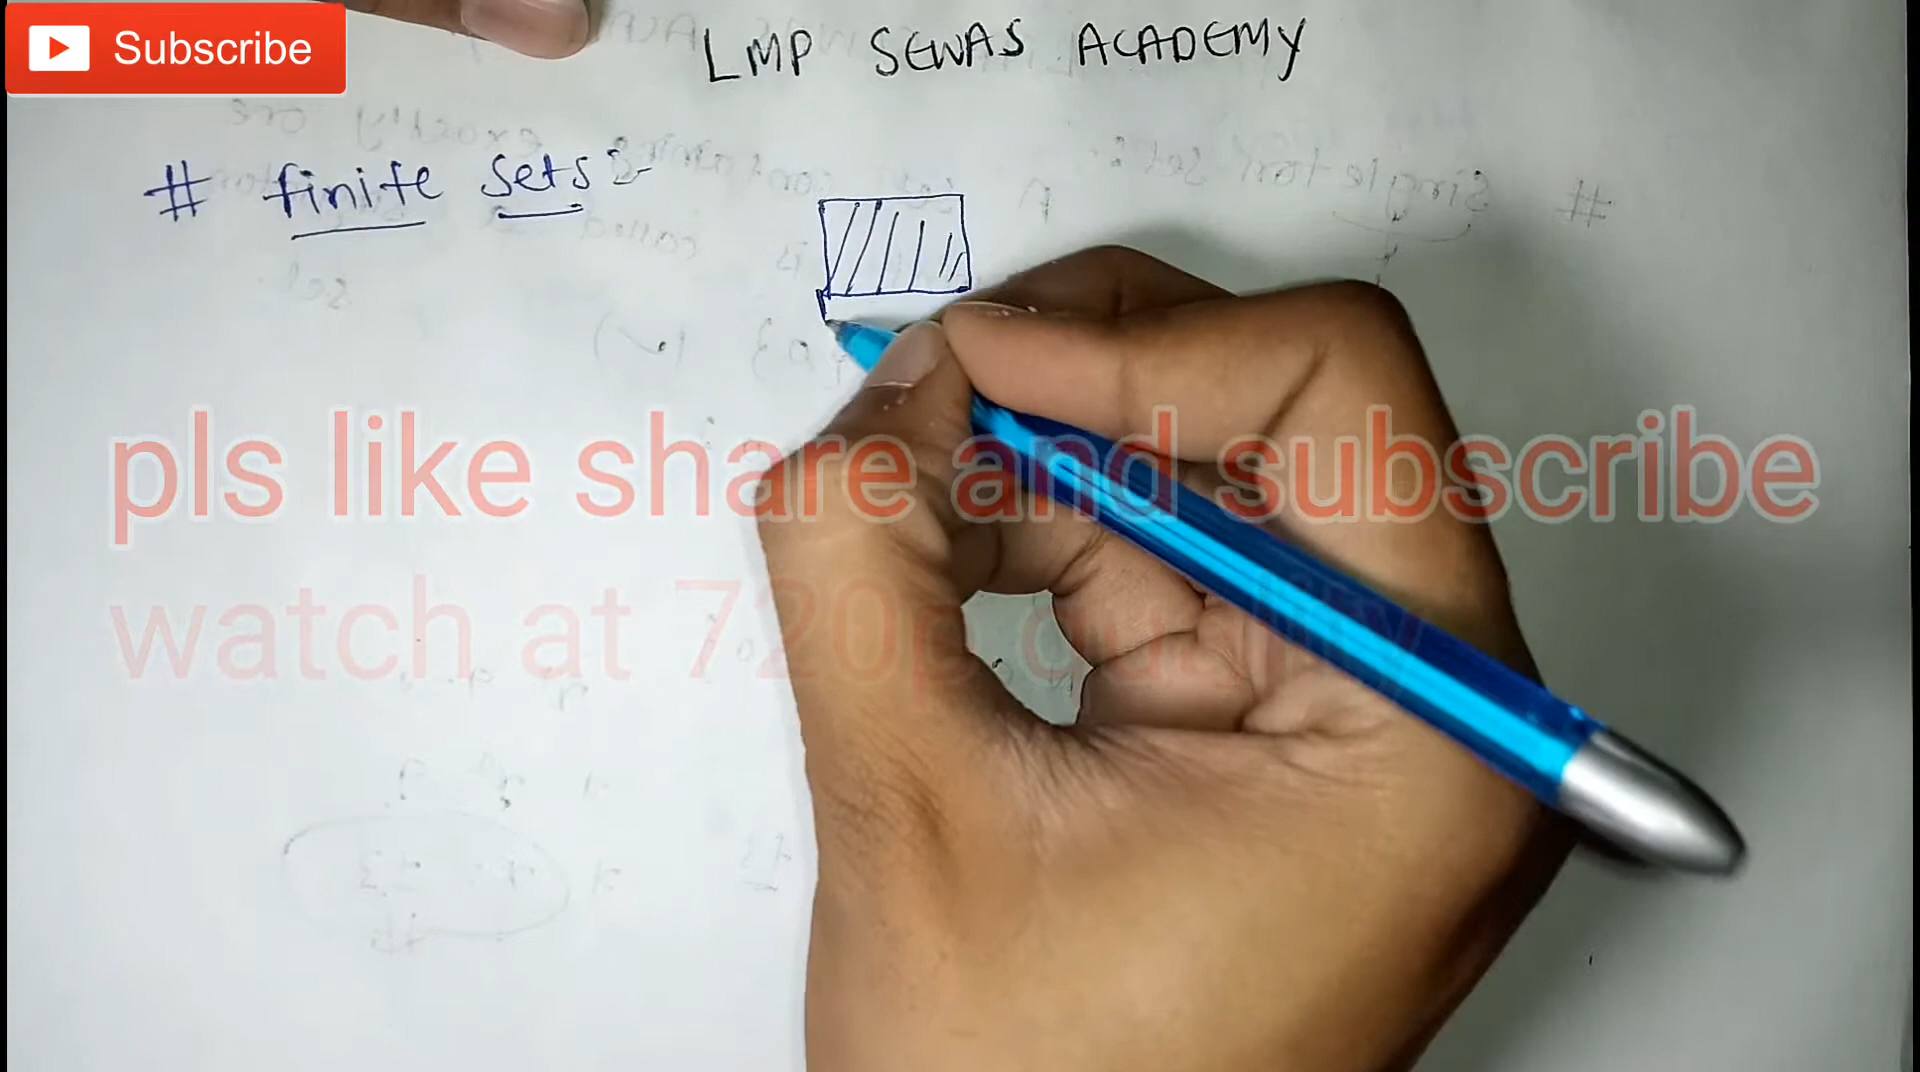 Subscribe
LMP SEWAS ACADEMY
# finite sets:-
pls like share and subscribe
watch at 720p quality